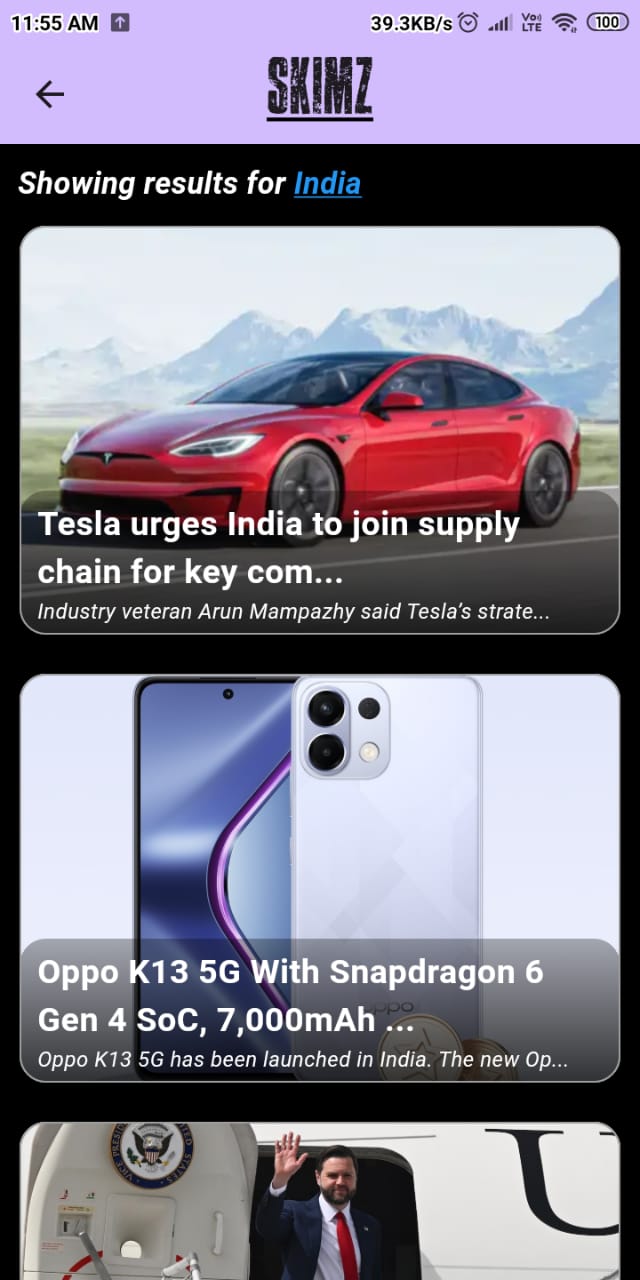 11:55 AM 39.3KB/s Vo) LTE 100
SKIMZ
Showing results for India
Tesla urges India to join supply
chain for key com...
Industry veteran Arun Mampazhy said Tesla’s strate...
Oppo K13 5G With Snapdragon 6
Gen 4 SoC, 7,000mAh ...
Oppo K13 5G has been launched in India. The new Op...
U